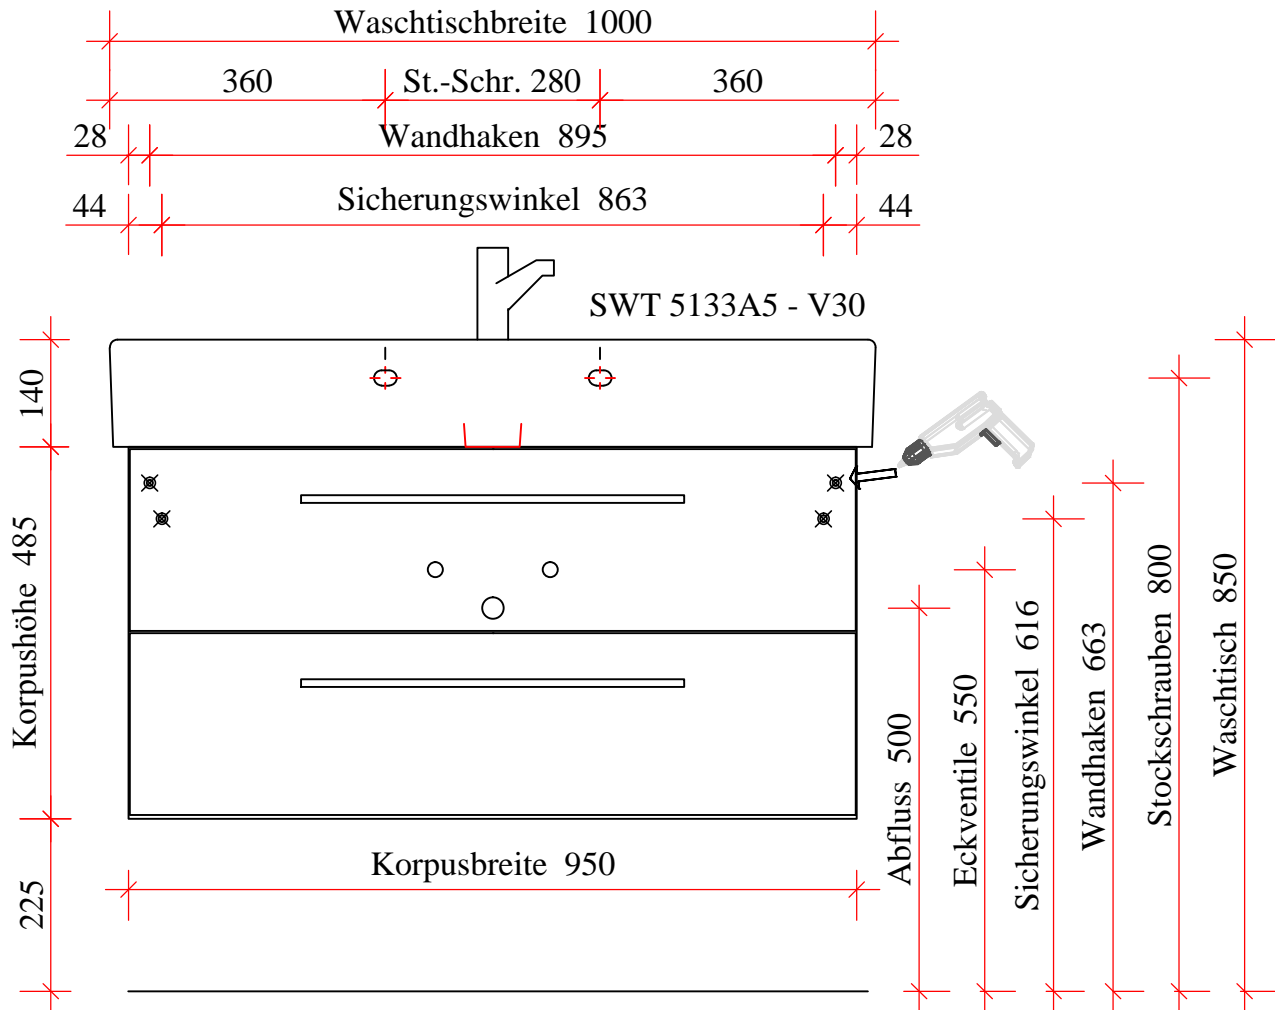 Waschtischbreite 1000
360
St.-Schr. 280
360
28
Wandhaken 895
28
44
Sicherungswinkel 863
44
SWT 5133A5 - V30
140
Korpushöhe 485
225
Korpusbreite 950
Abfluss 500
Eckventile 550
Sicherungswinkel 616
Wandhaken 663
Stockschrauben 800
Waschtisch 850